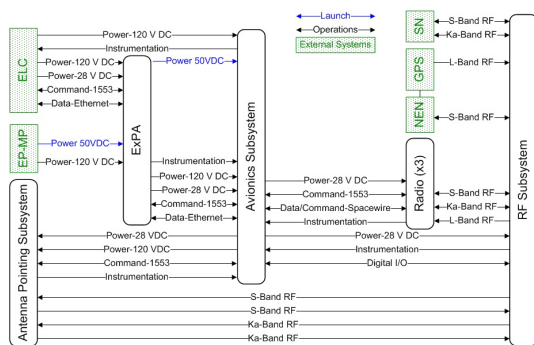 Launch
Operations
External Systems
ELC
EP-MP
Antenna Pointing Subsystem
ExPA
Avionics Subsystem
Radio (x3)
SN
GPS
NEN
RF Subsystem
Power-120 V DC
Instrumentation
Power-120 V DC
Power-28 V DC
Command-1553
Data-Ethernet
Power 50VDC
Power 50VDC
Power-120 V DC
Instrumentation
Power-120 V DC
Power-28 V DC
Command-1553
Data-Ethernet
S-Band RF
Ka-Band RF
L-Band RF
S-Band RF
Power-28 V DC
Command-1553
Data/Command-Spacewire
Instrumentation
S-Band RF
Ka-Band RF
L-Band RF
Power-28 VDC
Power-120 VDC
Command-1553
Instrumentation
Power-28 V DC
Instrumentation
Digital I/O
S-Band RF
S-Band RF
Ka-Band RF
Ka-Band RF